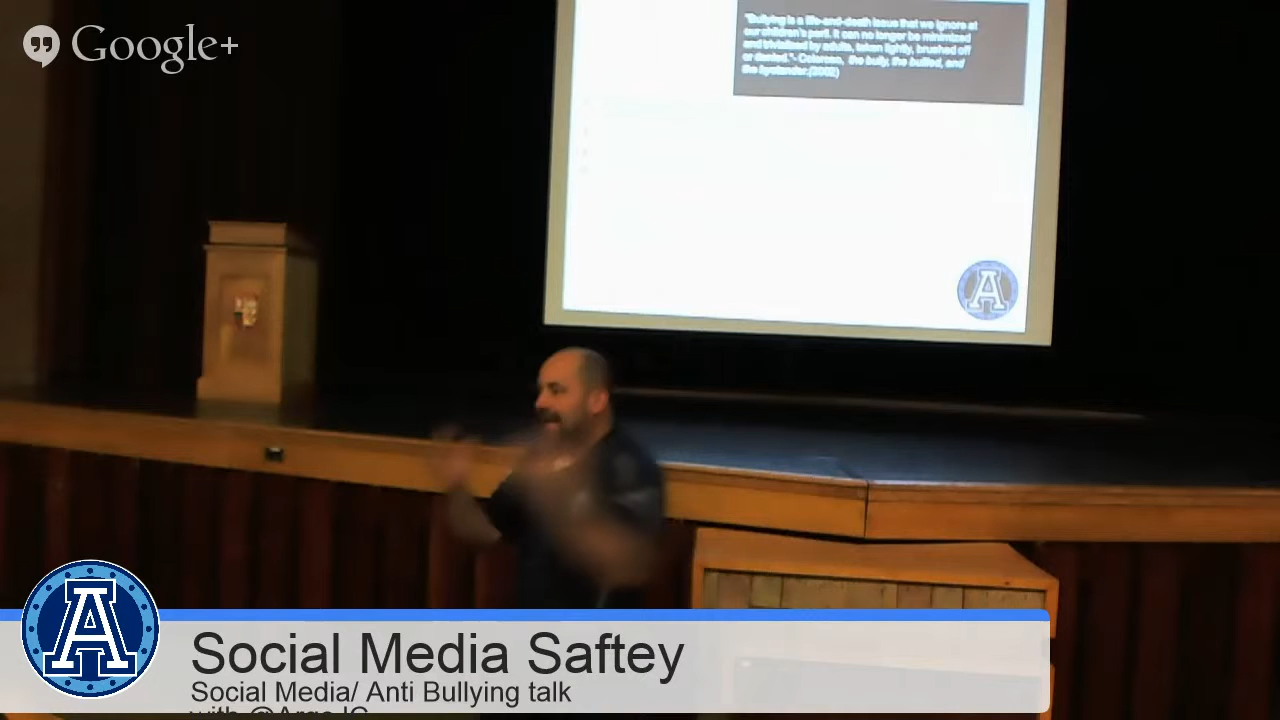 Google+
"Bullying is a life-and-death issue that we ignore at
our children's peril. It can no longer be minimized
and trivialized by adults, taken lightly, brushed off
or denied."- Coloroso, the bully, the bullied, and
the bystander.(2002)
A
A
Social Media Saftey
Social Media/ Anti Bullying talk
with @Argo